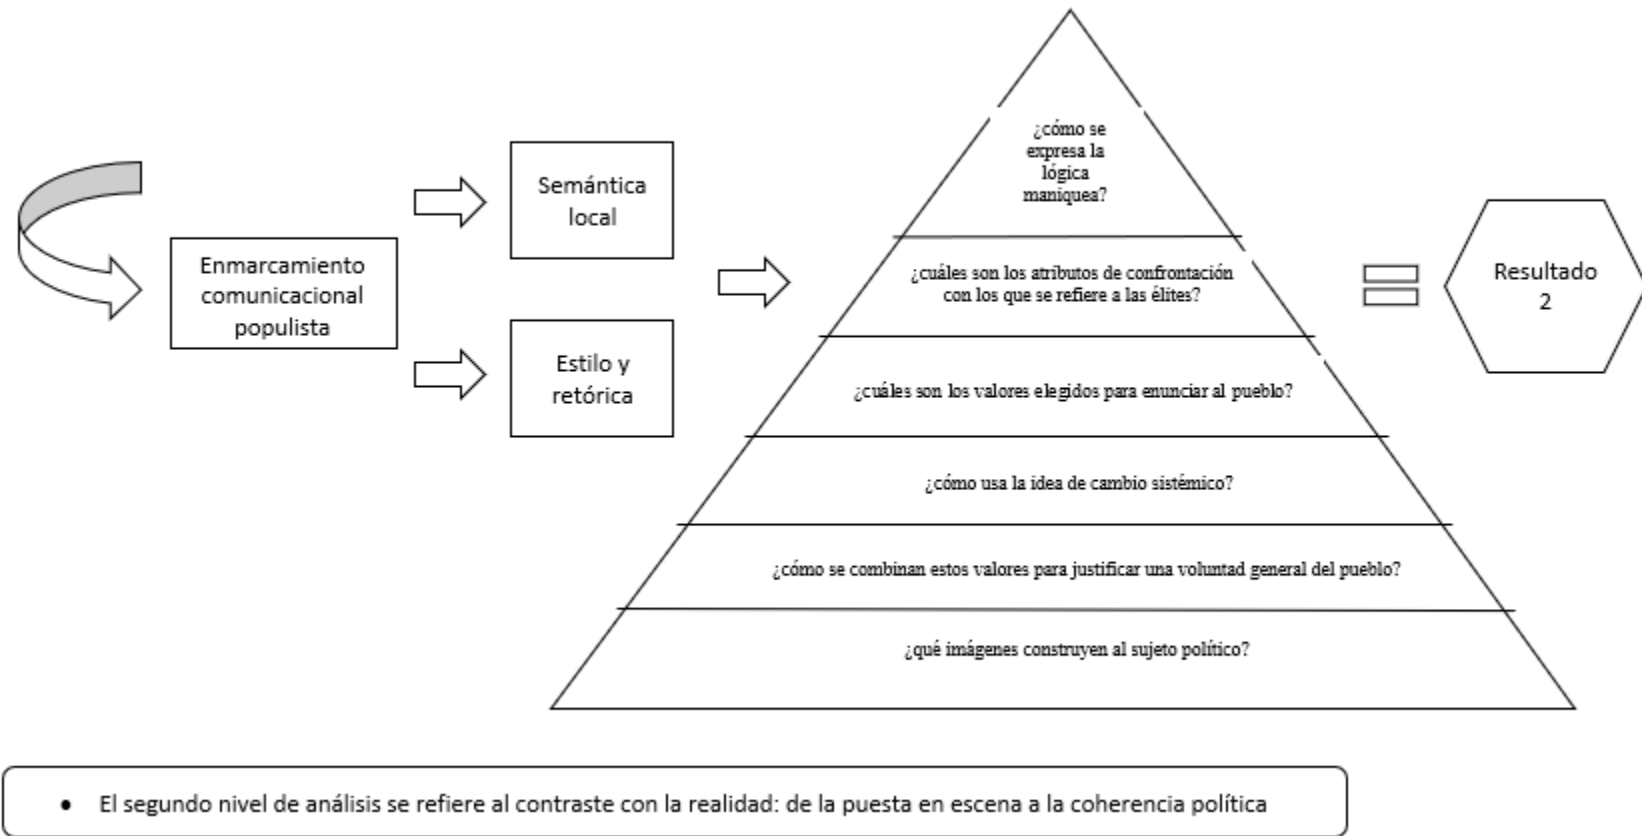 Enmarcamiento
comunicacional
populista
Semántica
local
Estilo y
retórica
¿cómo se
expresa la
lógica
maniquea?
¿cuáles son los atributos de confrontación
con los que se refiere a las élites?
¿cuáles son los valores elegidos para enunciar al pueblo?
¿cómo usa la idea de cambio sistémico?
¿cómo se combinan estos valores para justificar una voluntad general del pueblo?
¿qué imágenes construyen al sujeto político?
Resultado
2
• El segundo nivel de análisis se refiere al contraste con la realidad: de la puesta en escena a la coherencia política